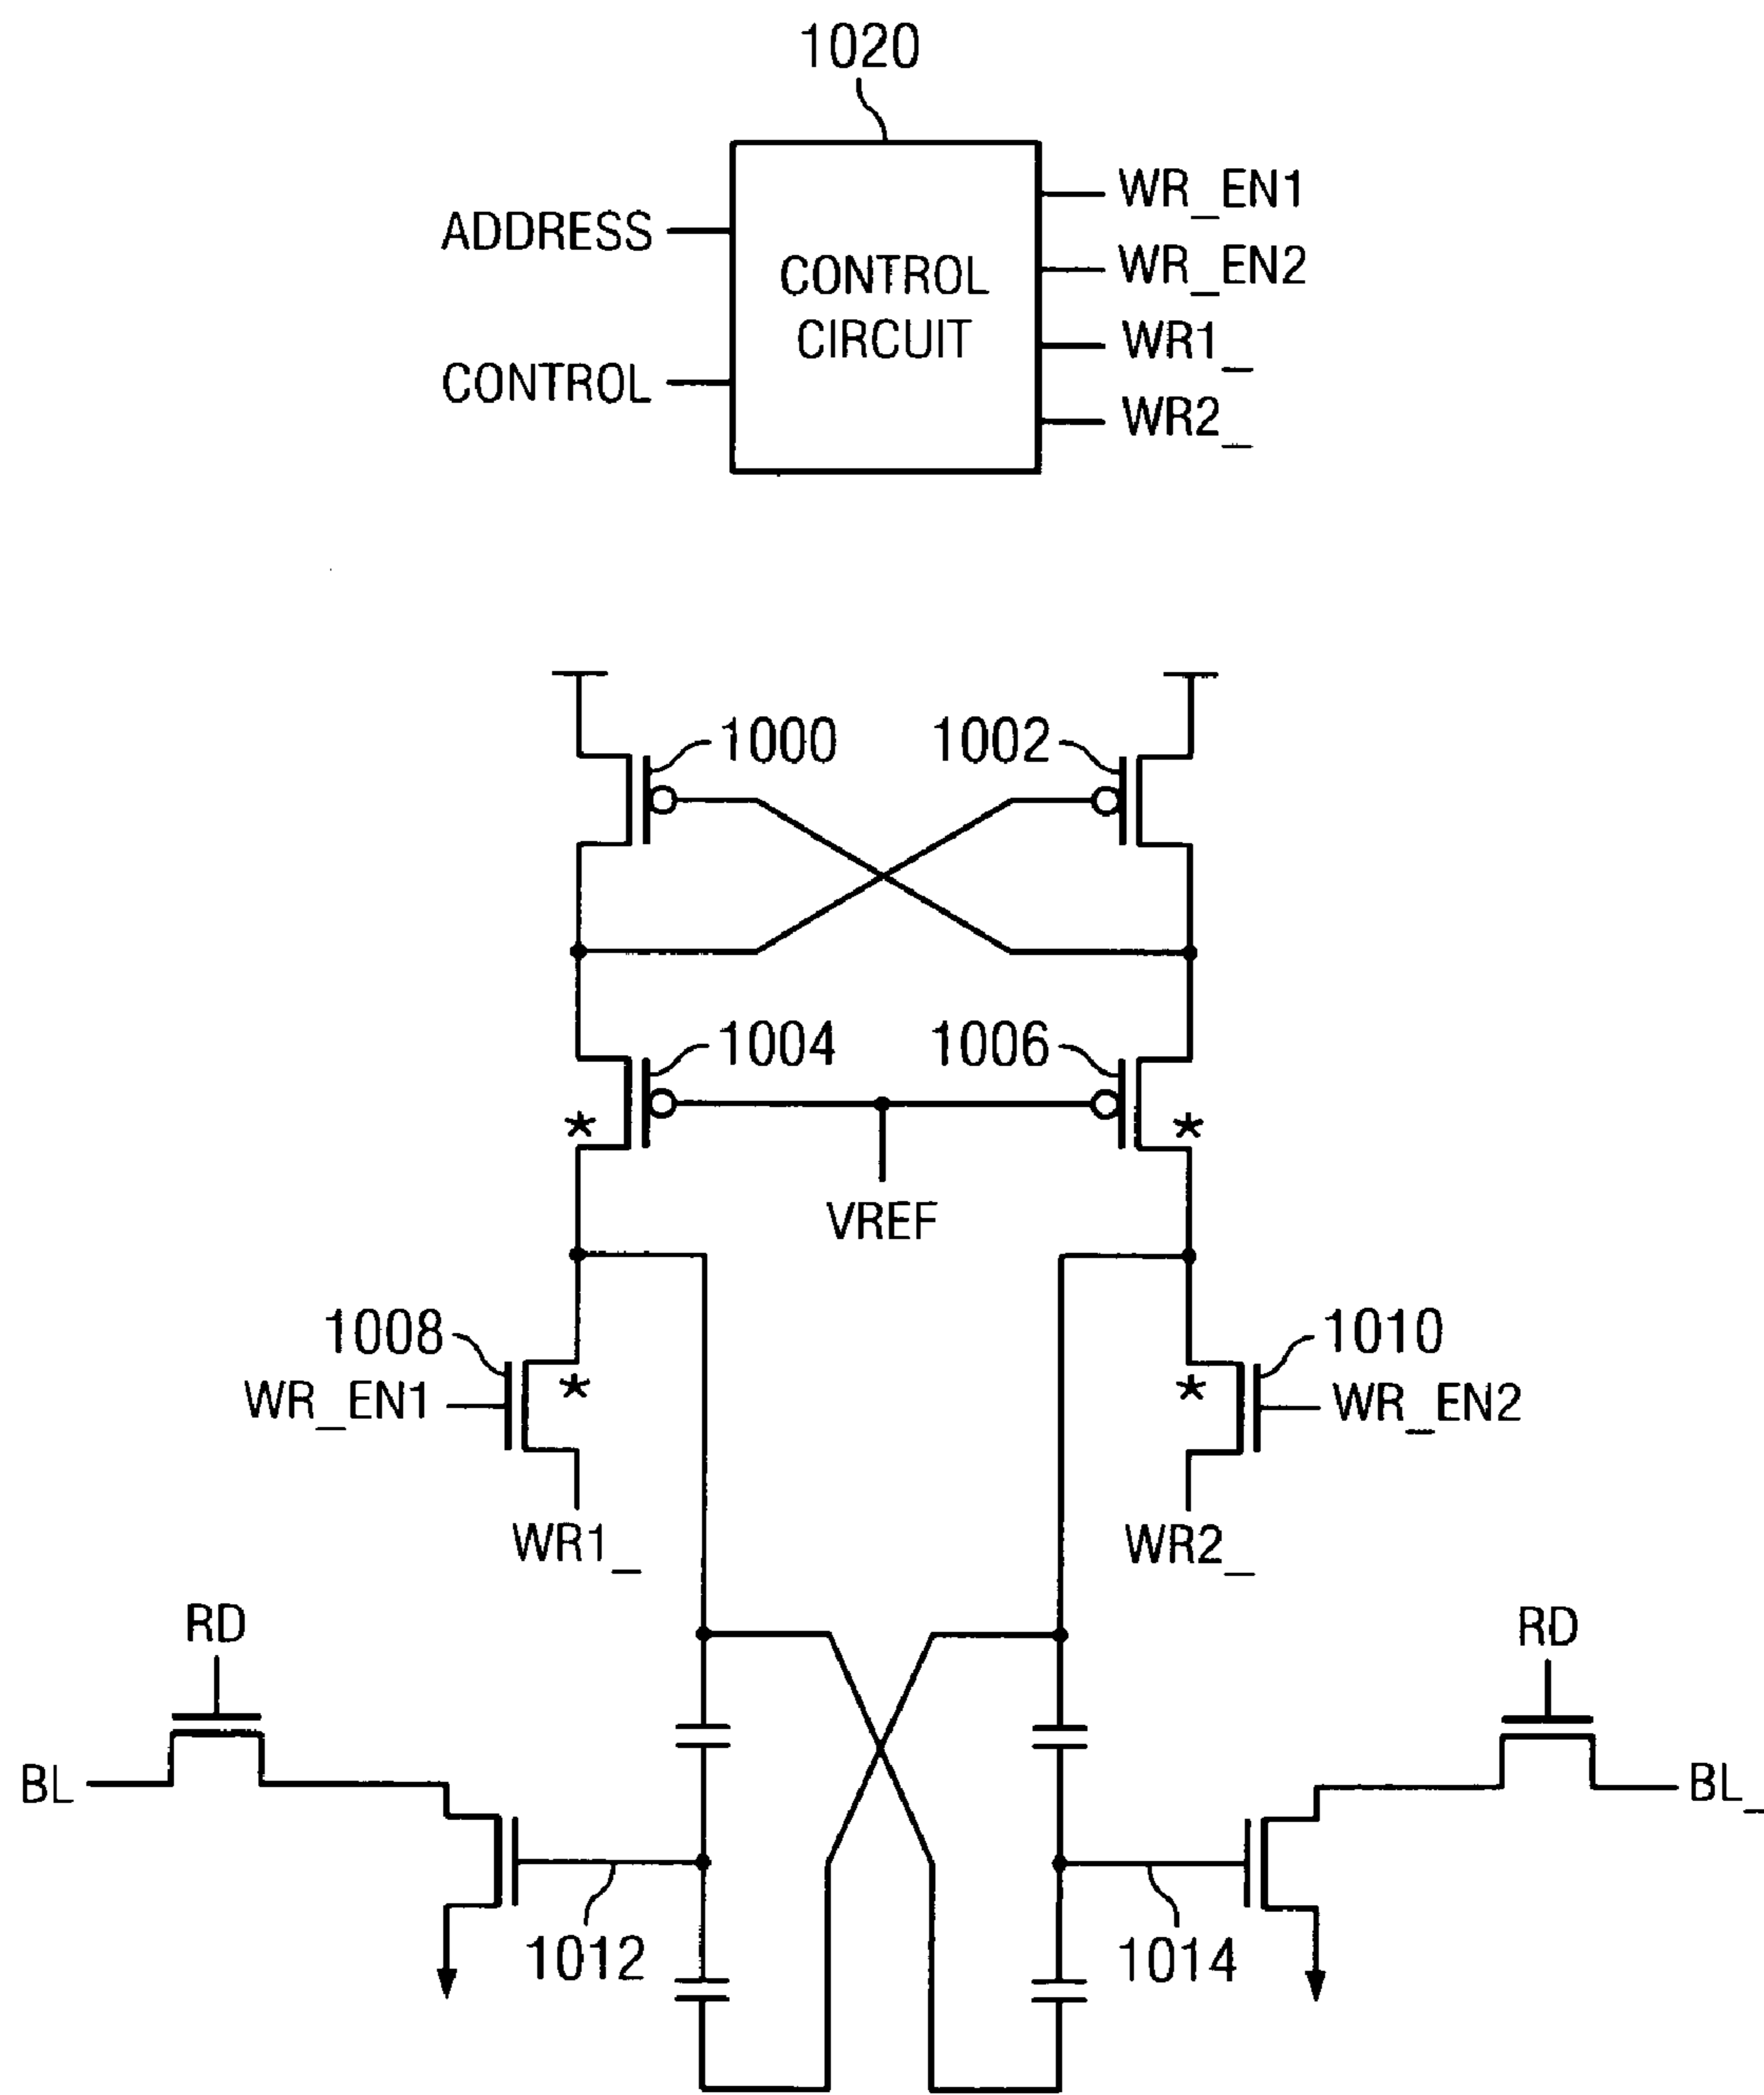 1020
WR_EN1
ADDRESS
WR_EN2
CONTROL
CIRCUIT
WR1_
CONTROL
WR2_
1000
1002
1004
1006
*
*
VREF
1008
1010
WR_EN1
*
*
WR_EN2
WR1_
WR2_
RD
RD
BL
BL_
1012
1014